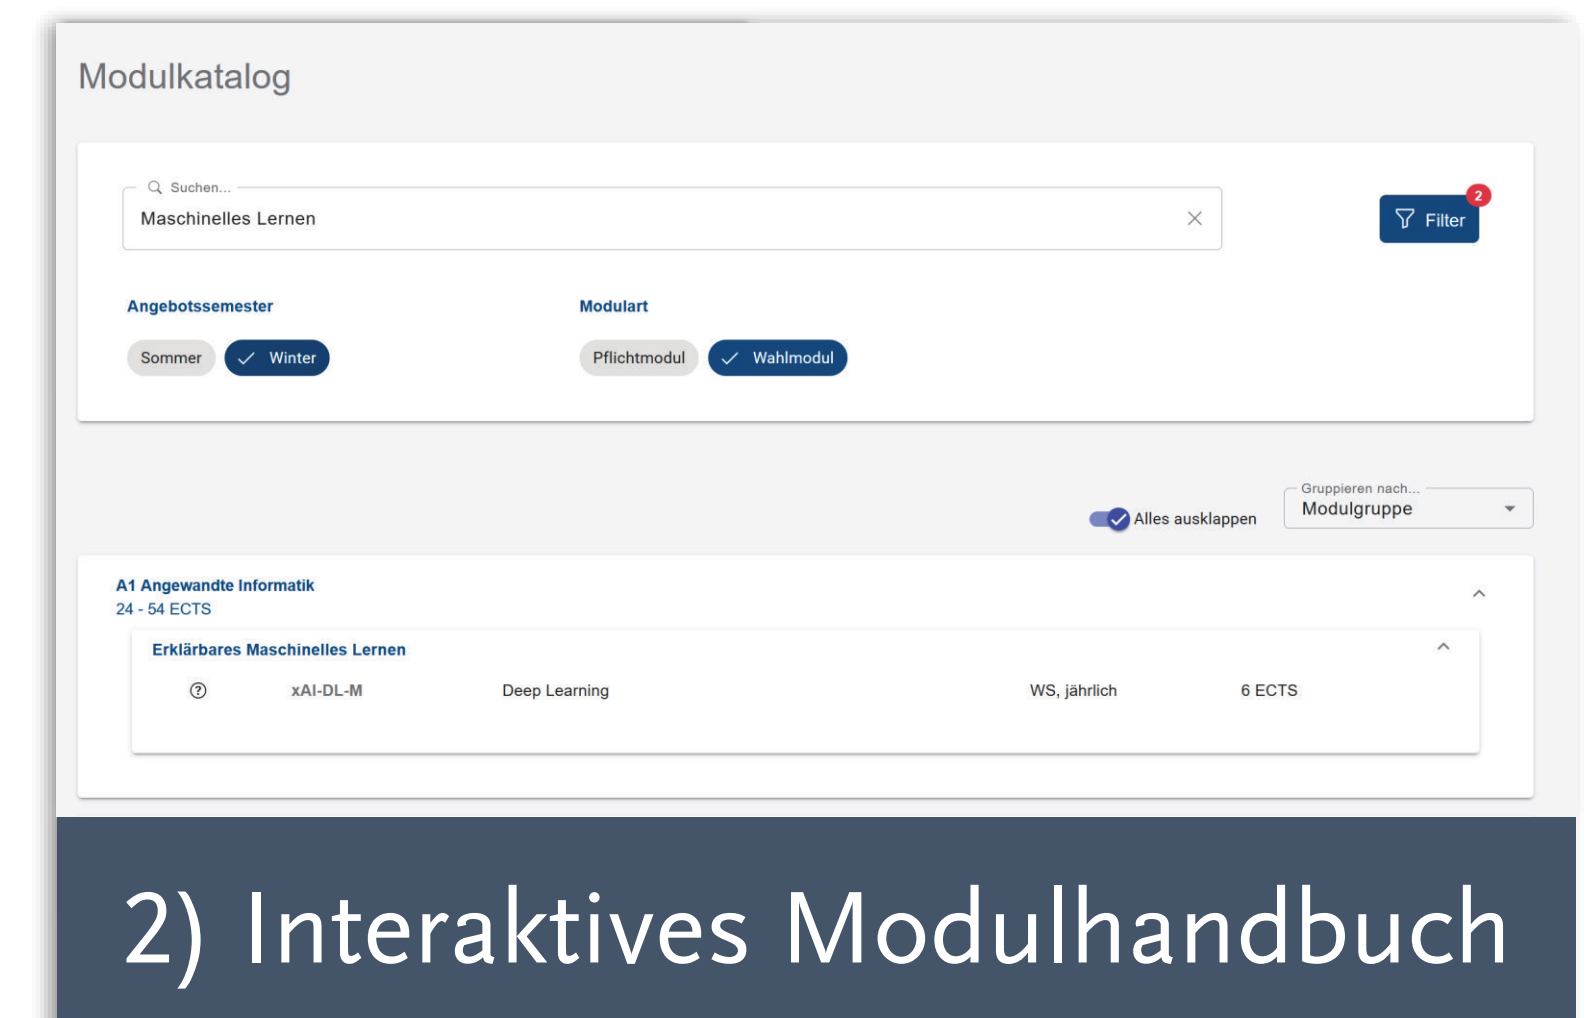 Modulkatalog
Suchen...
Maschinelles Lernen
2
Filter
Angebotssemester
Modulart
Sommer
Winter
Pflichtmodul
Wahlmodul
Alles ausklappen
Gruppieren nach...
Modulgruppe
A1 Angewandte Informatik
24 - 54 ECTS
Erklärbares Maschinelles Lernen
xAI-DL-M Deep Learning WS, jährlich 6 ECTS
2) Interaktives Modulhandbuch